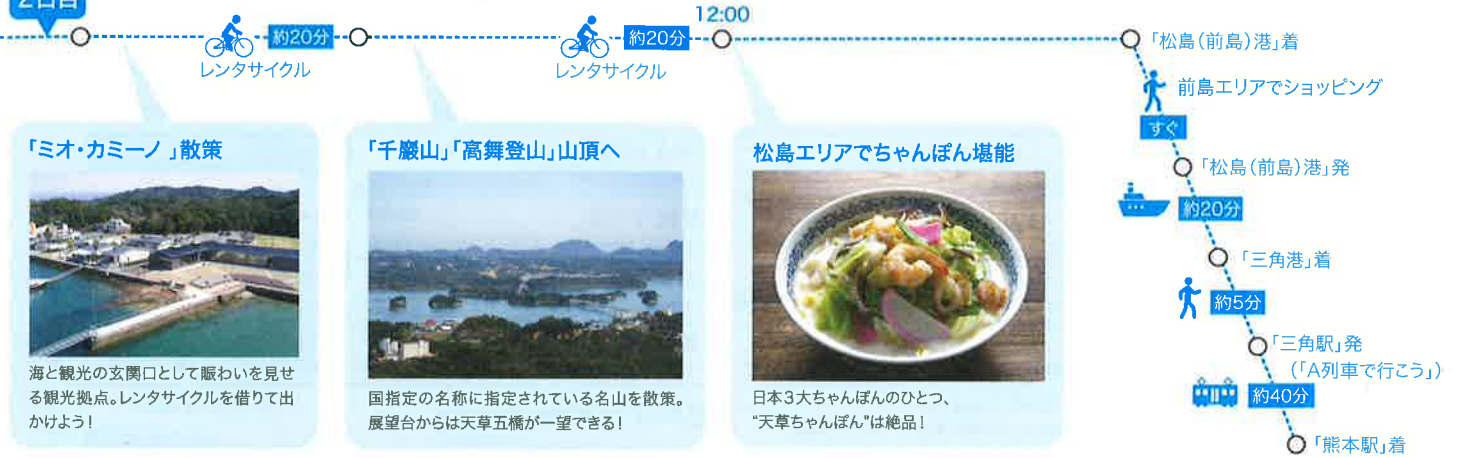 2日目
約20分
レンタサイクル
約20分
レンタサイクル
12:00
「ミオ・カミーノ 」散策
海と観光の玄関口として賑わいを見せ
る観光拠点。レンタサイクルを借りて出
かけよう！
「千巌山」「高舞登山」山頂へ
国指定の名称に指定されている名山を散策。
展望台からは天草五橋が一望できる！
松島エリアでちゃんぽん堪能
日本3大ちゃんぽんのひとつ、
“天草ちゃんぽん”は絶品！
「松島（前島）港」着
前島エリアでショッピング
すぐ
「松島（前島）港」発
約20分
「三角港」着
約5分
「三角駅」発
（「A列車で行こう」）
約40分
「熊本駅」着